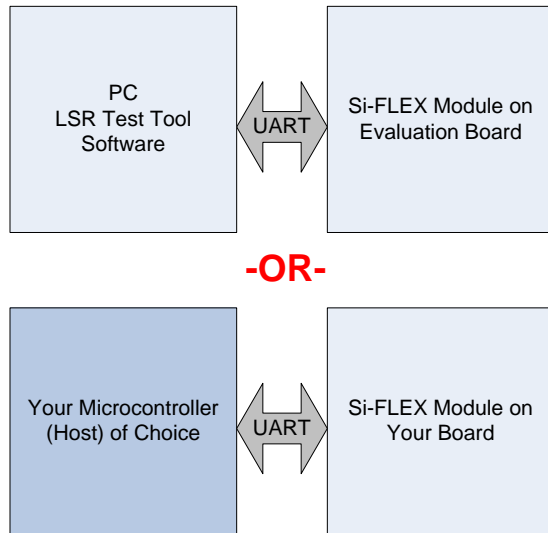 PC
LSR Test Tool
Software
UART
Si-FLEX Module on
Evaluation Board
-OR-
Your Microcontroller
(Host) of Choice
UART
Si-FLEX Module on
Your Board